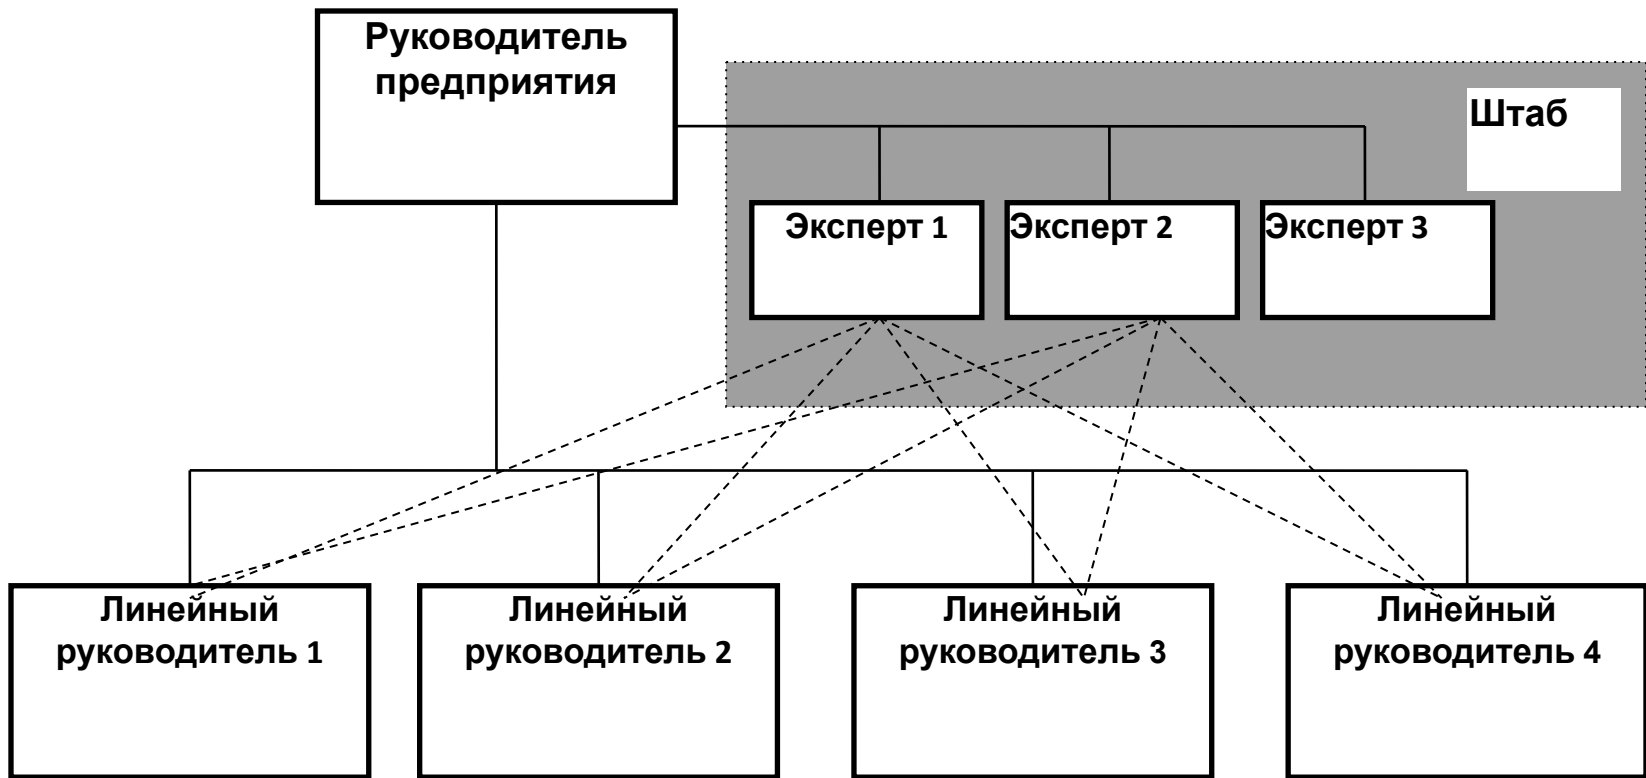 Руководитель
предприятия
Штаб
Эксперт 1
Эксперт 2
Эксперт 3
Линейный
руководитель 1
Линейный
руководитель 2
Линейный
руководитель 3
Линейный
руководитель 4